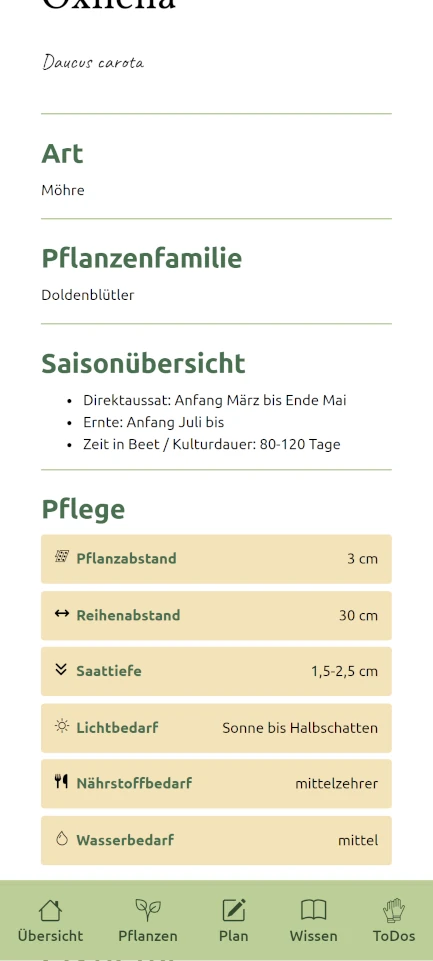 Oxhella
Daucus carota
Art
Möhre
Pflanzenfamilie
Doldenblütler
Saisonübersicht
• Direktaussat: Anfang März bis Ende Mai
• Ernte: Anfang Juli bis
• Zeit in Beet / Kulturdauer: 80-120 Tage
Pflege
Pflanzabstand 3 cm
Reihenabstand 30 cm
Saattiefe 1,5-2,5 cm
Lichtbedarf Sonne bis Halbschatten
Nährstoffbedarf mittelzehrer
Wasserbedarf mittel
Übersicht Pflanzen Plan Wissen ToDos